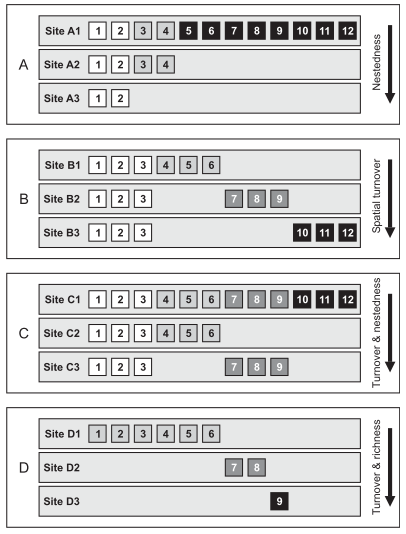 A
Site A1 1 2 3 4 5 6 7 8 9 10 11 12
Site A2 1 2 3 4
Site A3 1 2
Nestedness
B
Site B1 1 2 3 4 5 6
Site B2 1 2 3 7 8 9
Site B3 1 2 3 10 11 12
Spatial turnover
C
Site C1 1 2 3 4 5 6 7 8 9 10 11 12
Site C2 1 2 3 4 5 6
Site C3 1 2 3 7 8 9
Turnover & nestedness
D
Site D1 1 2 3 4 5 6
Site D2 7 8
Site D3 9
Turnover & richness